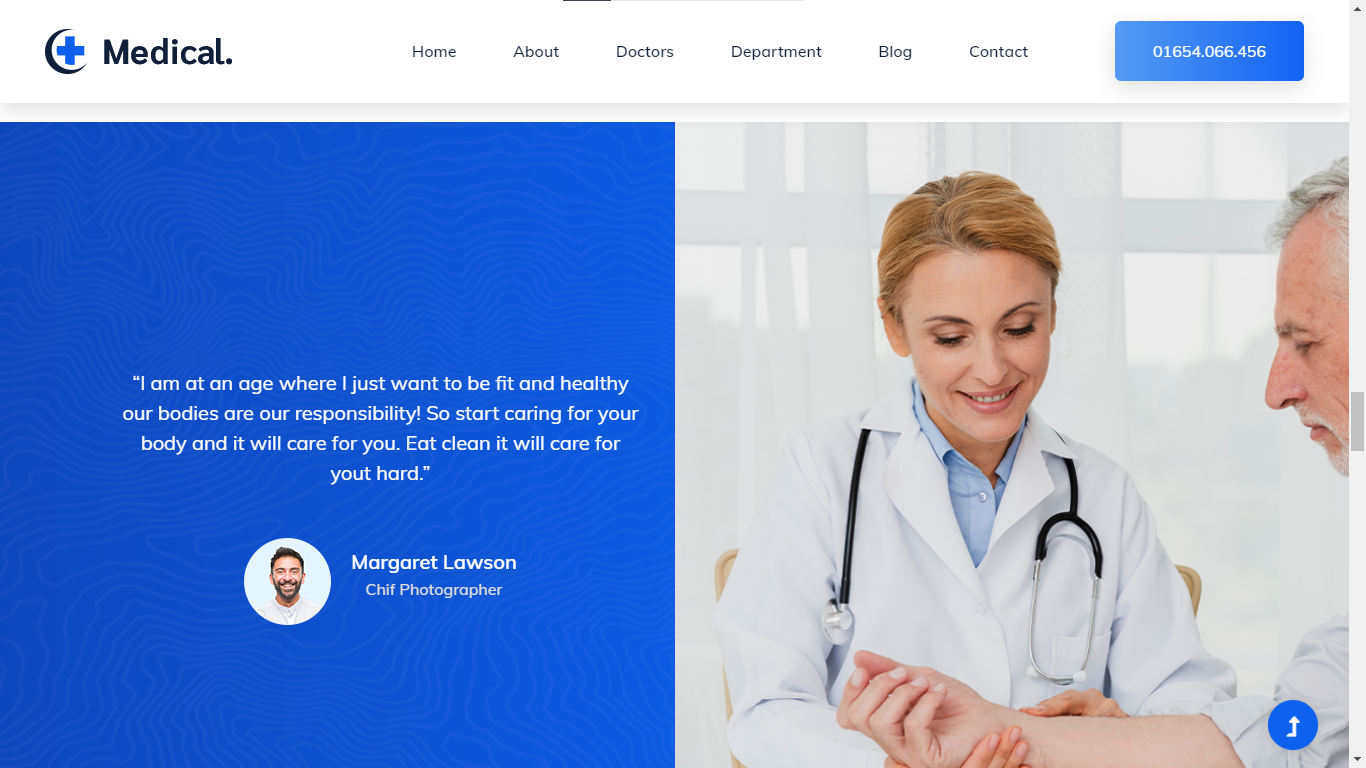 Medical.
Home
About
Doctors
Department
Blog
Contact
01654.066.456
“I am at an age where I just want to be fit and healthy
our bodies are our responsibility! So start caring for your
body and it will care for you. Eat clean it will care for
yout hard.”
Margaret Lawson
Chif Photographer